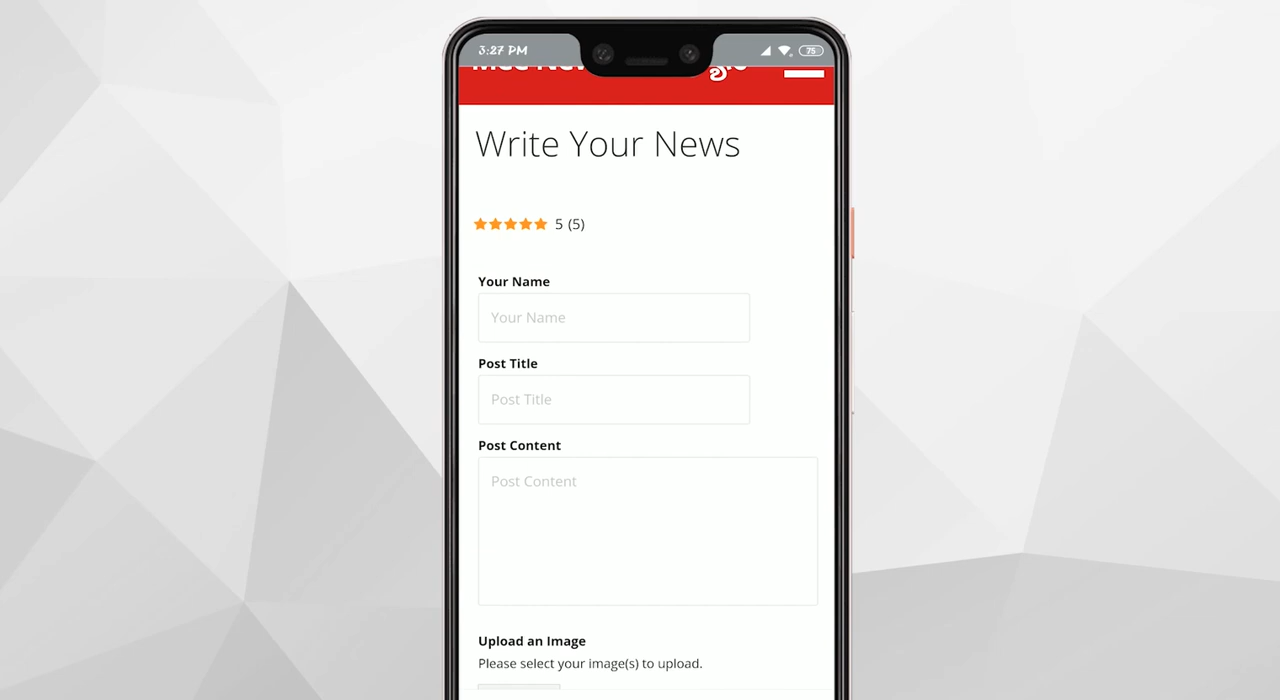 3:27 PM
75
Write Your News
5 (5)
Your Name
Your Name
Post Title
Post Title
Post Content
Post Content
Upload an Image
Please select your image(s) to upload.